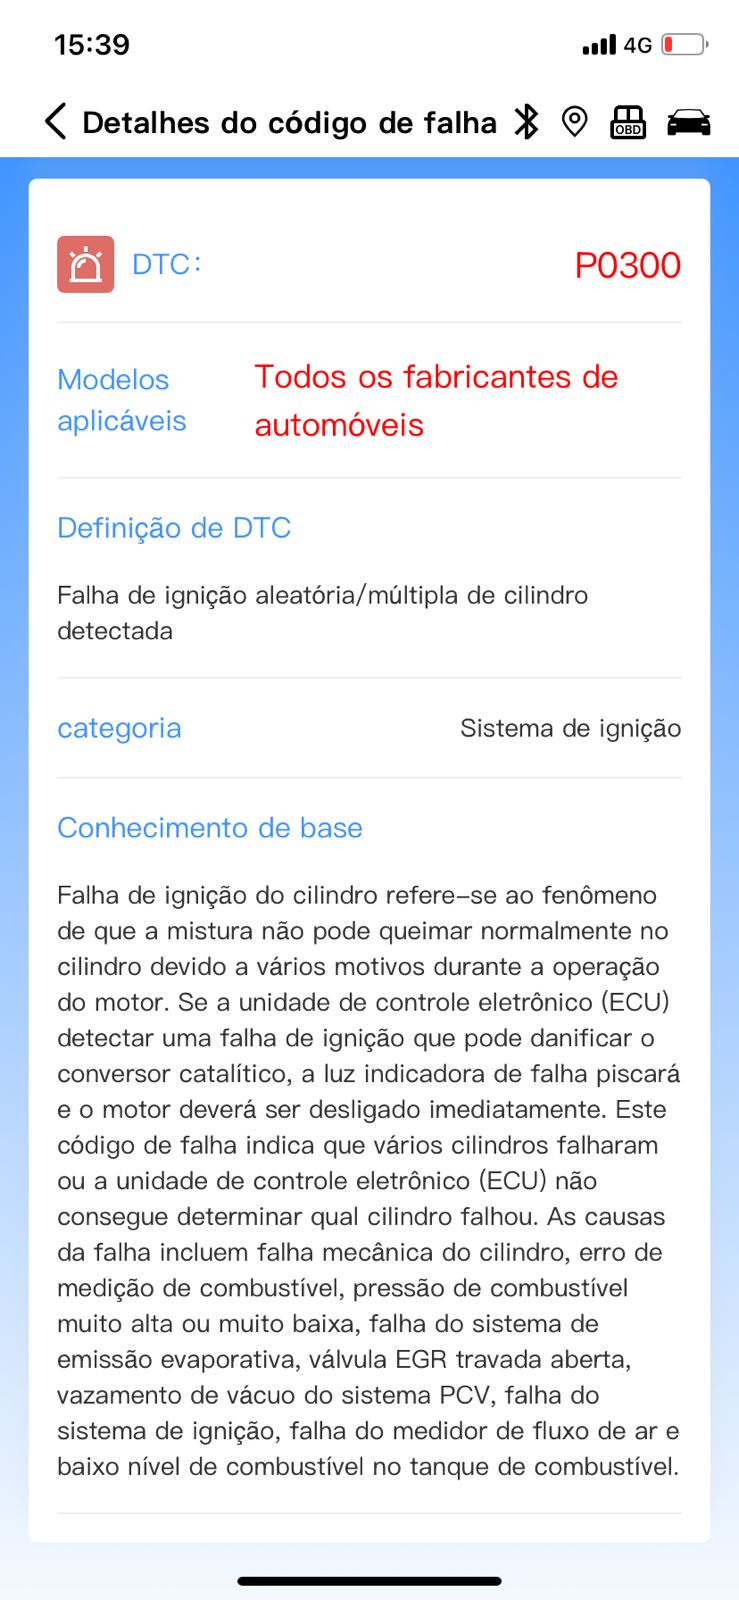 15:39
4G
Detalhes do código de falha
OBD
DTC:
P0300
Modelos
aplicáveis
Todos os fabricantes de
automóveis
Definição de DTC
Falha de ignição aleatória/múltipla de cilindro
detectada
categoria
Sistema de ignição
Conhecimento de base
Falha de ignição do cilindro refere-se ao fenômeno
de que a mistura não pode queimar normalmente no
cilindro devido a vários motivos durante a operação
do motor. Se a unidade de controle eletrônico (ECU)
detectar uma falha de ignição que pode danificar o
conversor catalítico, a luz indicadora de falha piscará
e o motor deverá ser desligado imediatamente. Este
código de falha indica que vários cilindros falharam
ou a unidade de controle eletrônico (ECU) não
consegue determinar qual cilindro falhou. As causas
da falha incluem falha mecânica do cilindro, erro de
medição de combustível, pressão de combustível
muito alta ou muito baixa, falha do sistema de
emissão evaporativa, válvula EGR travada aberta,
vazamento de vácuo do sistema PCV, falha do
sistema de ignição, falha do medidor de fluxo de ar e
baixo nível de combustível no tanque de combustível.